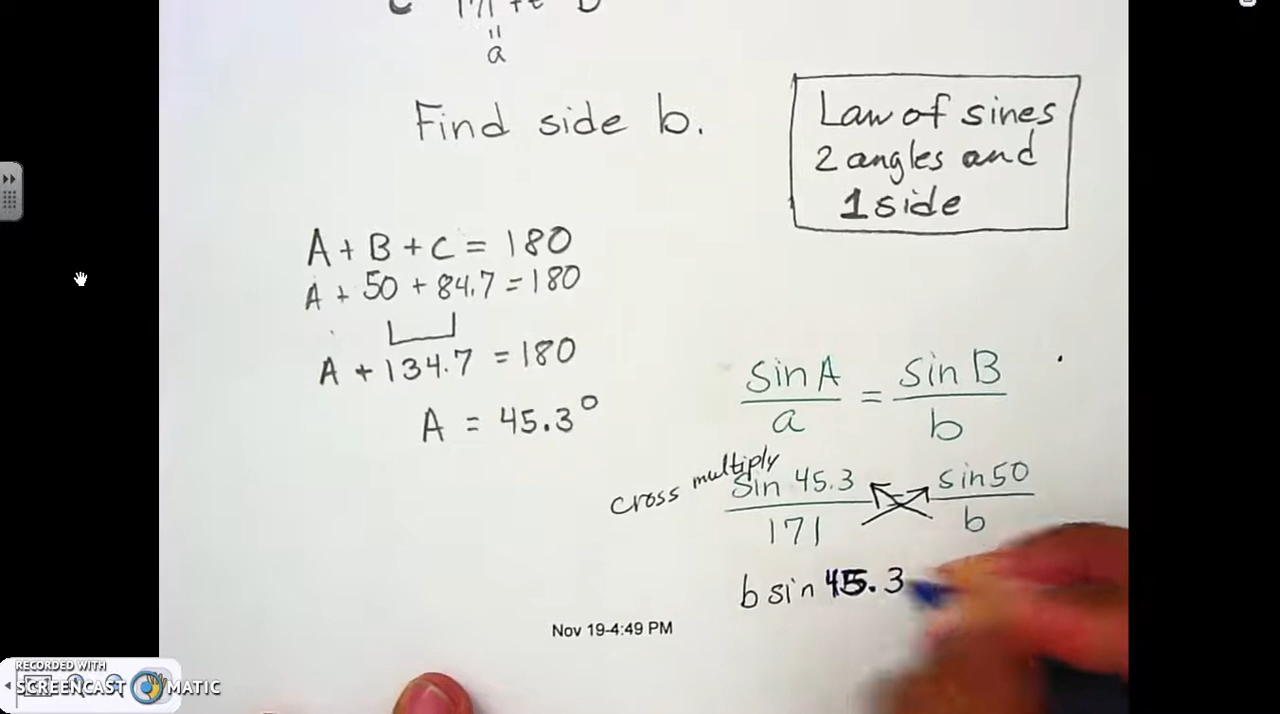 171 ft
"
a
Find side b.
Law of sines
2 angles and
1 side
A + B + C = 180
A + 50 + 84.7 = 180
A + 134.7 = 180
A = 45.3°
sin A / a = sin B / b
cross multiply
sin 45.3 / 171 = sin 50 / b
b sin 45.3
Nov 19-4:49 PM
RECORDED WITH
SCREENCAST MATIC